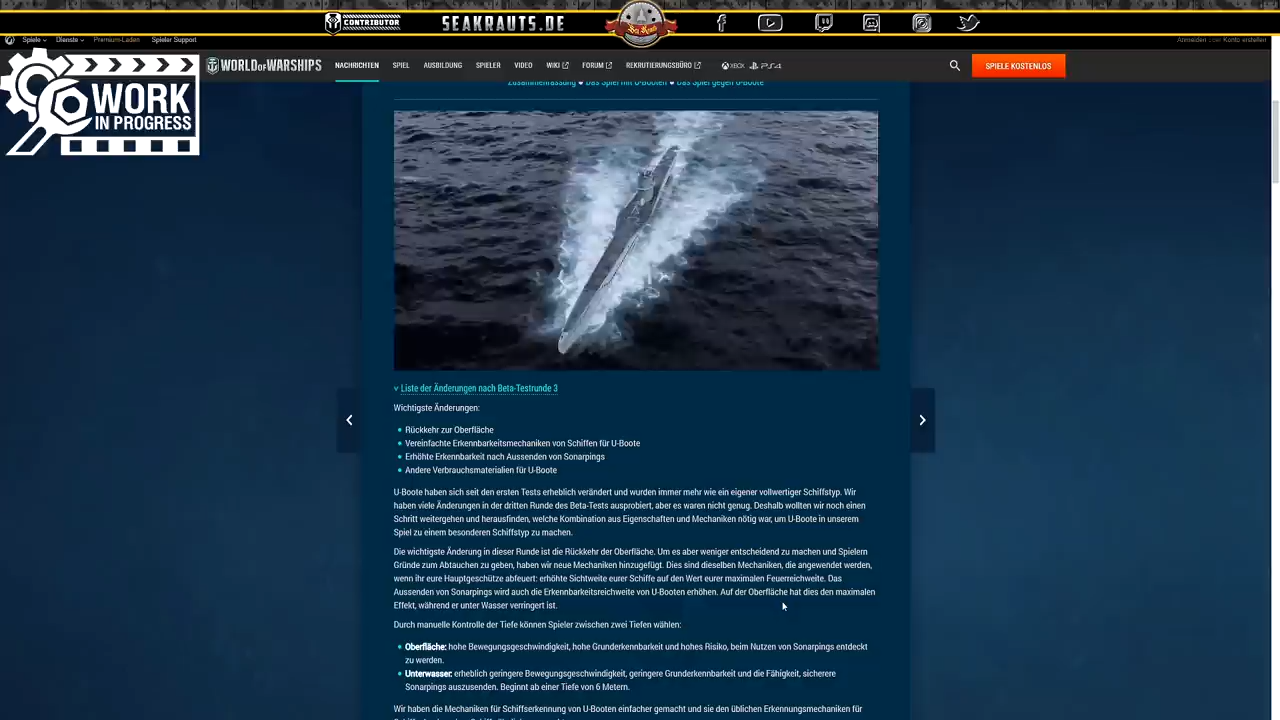 CONTRIBUTOR
SEAKRAUTS.DE
Spiele
Dienste
Premium-Laden
Spieler Support
Anmelden oder Konto erstellen
WORK
IN PROGRESS
WORLD OF WARSHIPS
NACHRICHTEN
SPIEL
AUSBILDUNG
SPIELER
VIDEO
WIKI
FORUM
REKRUTIERUNGSBÜRO
XBOX
PS4
SPIELE KOSTENLOS
Zusammenfassung ● Das Spiel mit U-Booten ● Das Spiel gegen U-Boote
Liste der Änderungen nach Beta-Testrunde 3
Wichtigste Änderungen:
Rückkehr zur Oberfläche
Vereinfachte Erkennbarkeitsmechaniken von Schiffen für U-Boote
Erhöhte Erkennbarkeit nach Aussenden von Sonarpings
Andere Verbrauchsmaterialien für U-Boote
U-Boote haben sich seit den ersten Tests erheblich verändert und wurden immer mehr wie ein eigener vollwertiger Schiffstyp. Wir
haben viele Änderungen in der dritten Runde des Beta-Tests ausprobiert, aber es waren nicht genug. Deshalb wollten wir noch einen
Schritt weitergehen und herausfinden, welche Kombination aus Eigenschaften und Mechaniken nötig war, um U-Boote in unserem
Spiel zu einem besonderen Schiffstyp zu machen.
Die wichtigste Änderung in dieser Runde ist die Rückkehr der Oberfläche. Um es aber weniger entscheidend zu machen und Spielern
Gründe zum Abtauchen zu geben, haben wir neue Mechaniken hinzugefügt. Dies sind dieselben Mechaniken, die angewendet werden,
wenn ihr eure Hauptgeschütze abfeuert: erhöhte Sichtweite eurer Schiffe auf den Wert eurer maximalen Feuerreichweite. Das
Aussenden von Sonarpings wird auch die Erkennbarkeitsreichweite von U-Booten erhöhen. Auf der Oberfläche hat dies den maximalen
Effekt, während er unter Wasser verringert ist.
Durch manuelle Kontrolle der Tiefe können Spieler zwischen zwei Tiefen wählen:
Oberfläche: hohe Bewegungsgeschwindigkeit, hohe Grunderkennbarkeit und hohes Risiko, beim Nutzen von Sonarpings entdeckt
zu werden.
Unterwasser: erheblich geringere Bewegungsgeschwindigkeit, geringere Grunderkennbarkeit und die Fähigkeit, sicherere
Sonarpings auszusenden. Beginnt ab einer Tiefe von 6 Metern.
Wir haben die Mechaniken für Schiffserkennung von U-Booten einfacher gemacht und sie den üblichen Erkennungsmechaniken für